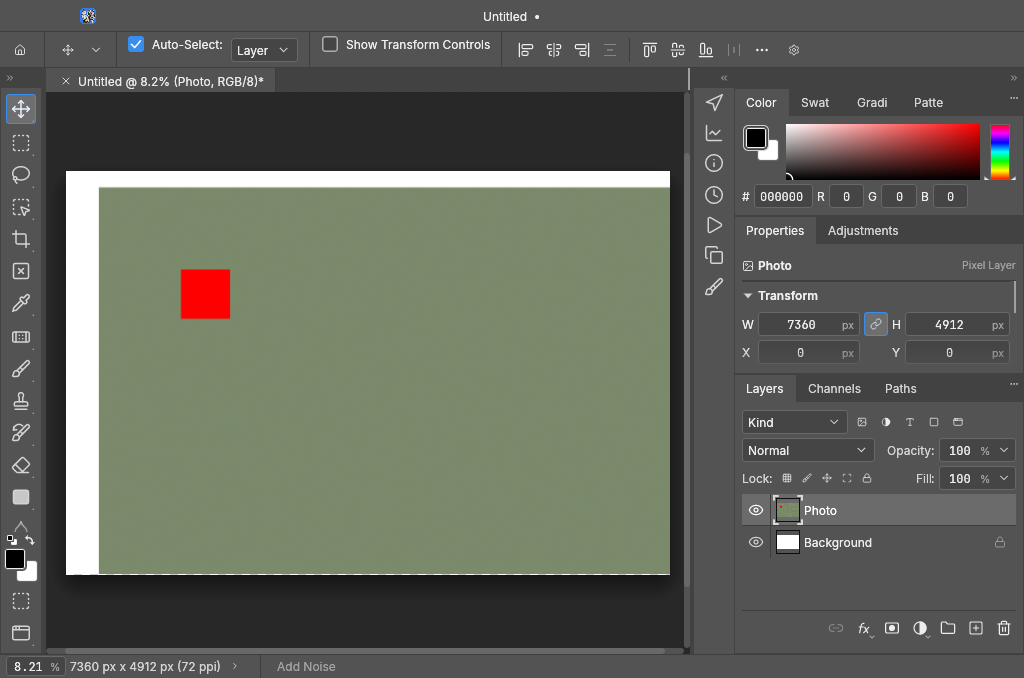 Untitled •
Auto-Select: Layer Show Transform Controls
Untitled @ 8.2% (Photo, RGB/8)*
Color Swat Gradi Patte
# 000000 R 0 G 0 B 0
Properties Adjustments
Photo Pixel Layer
Transform
W 7360 px H 4912 px
X 0 px Y 0 px
Layers Channels Paths
Kind
Normal Opacity: 100 %
Lock: Fill: 100 %
Photo
Background
fx
8.21 % 7360 px x 4912 px (72 ppi) Add Noise